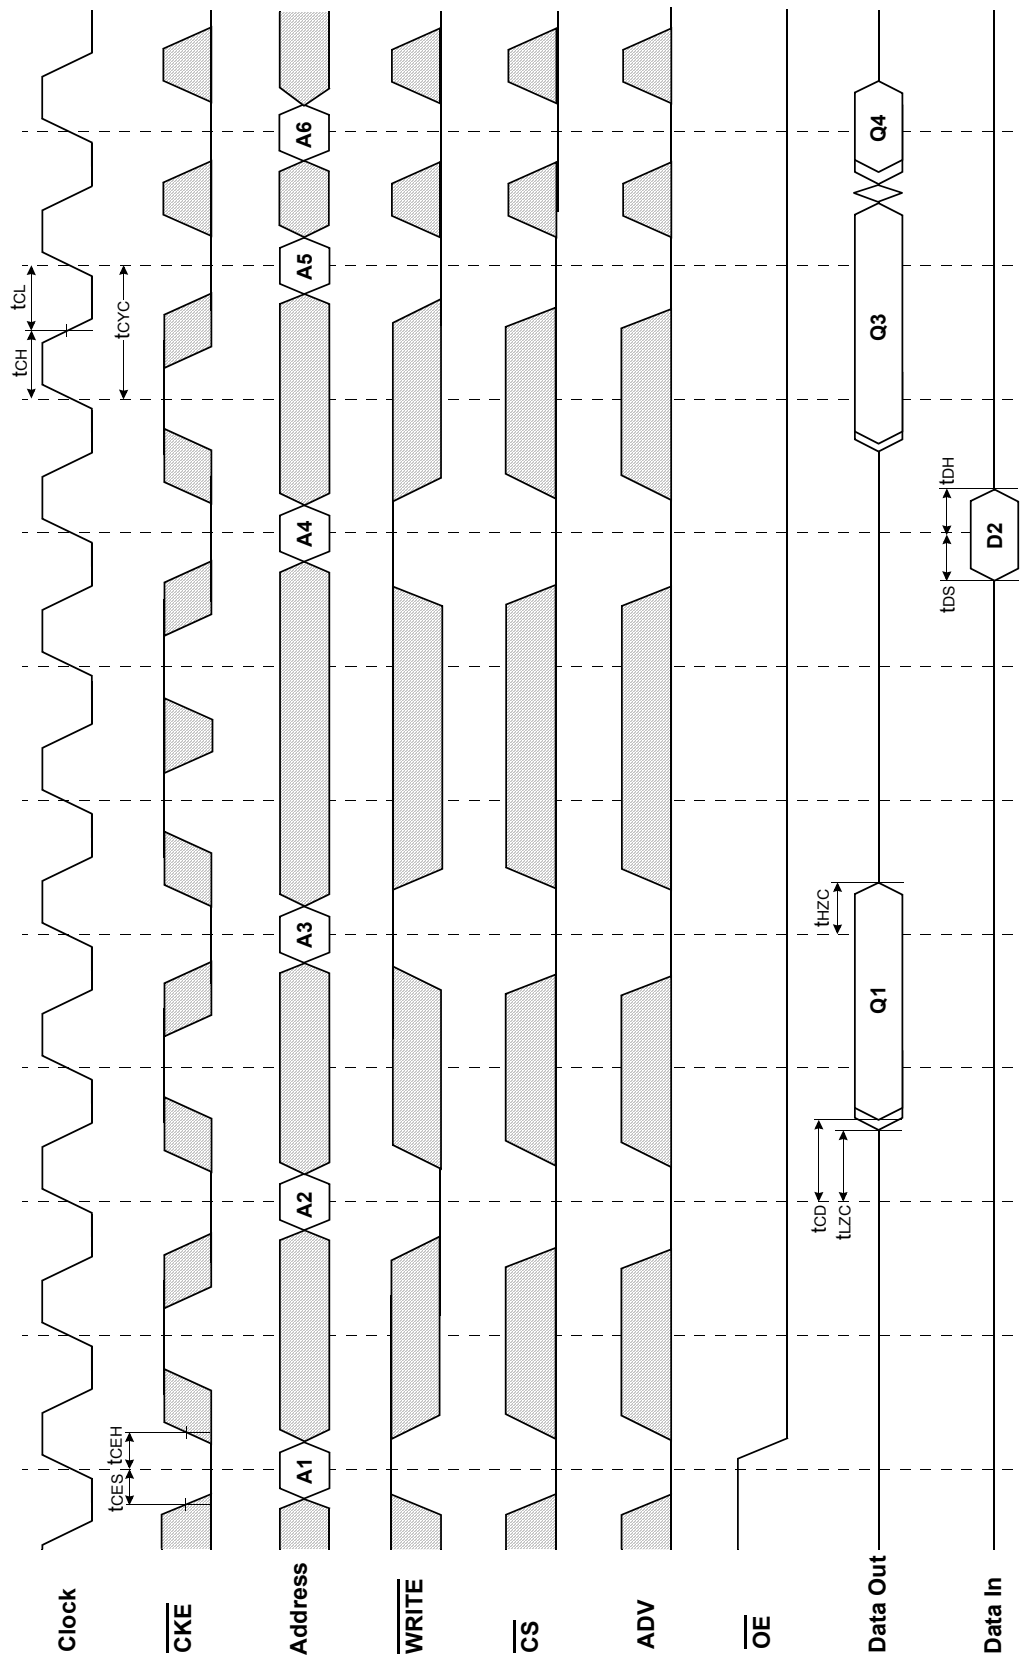 Clock
CKE
Address
WRITE
CS
ADV
OE
Data Out
Data In
tCH
tCL
tCYC
tCES
tCEH
A1
A2
A3
A4
A5
A6
tCD
tLZC
tHZC
Q1
Q3
Q4
tDS
tDH
D2